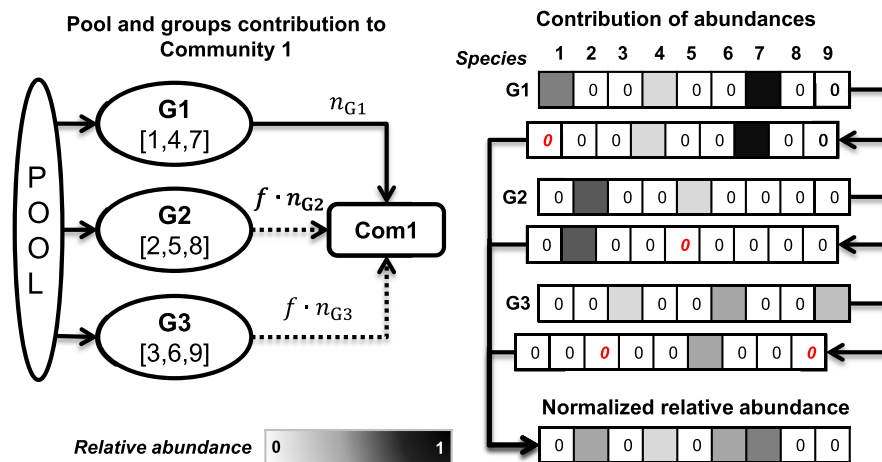 Pool and groups contribution to
Community 1
POOL
G1
[1,4,7]
G2
[2,5,8]
G3
[3,6,9]
n_G1
f · n_G2
f · n_G3
Com1
Relative abundance 0 1
Contribution of abundances
Species 1 2 3 4 5 6 7 8 9
G1 0 0 0 0 0 0
0 0 0 0 0 0 0
G2 0 0 0 0 0 0 0
0 0 0 0 0 0 0 0
G3 0 0 0 0 0 0
0 0 0 0 0 0 0 0
Normalized relative abundance
0 0 0 0 0